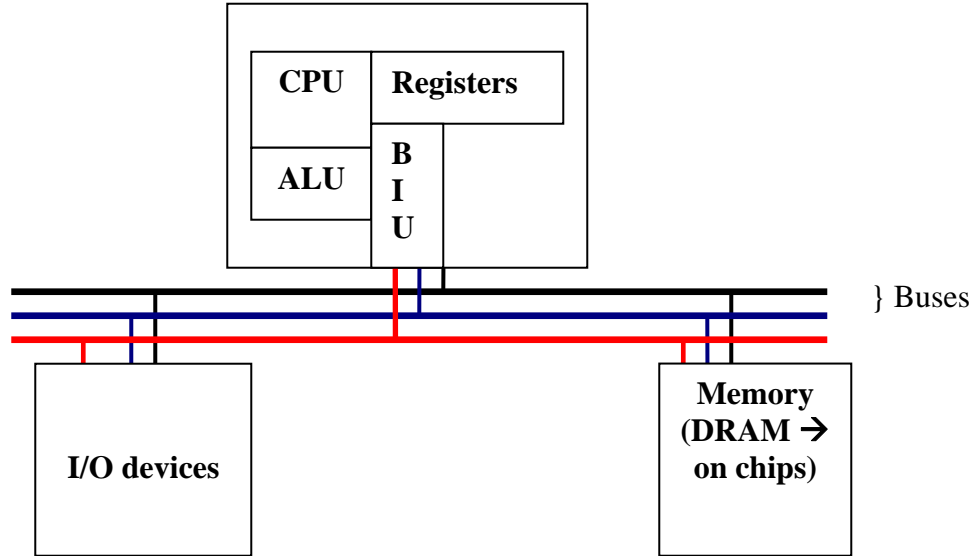 CPU
Registers
ALU
B
I
U
} Buses
I/O devices
Memory
(DRAM →
on chips)